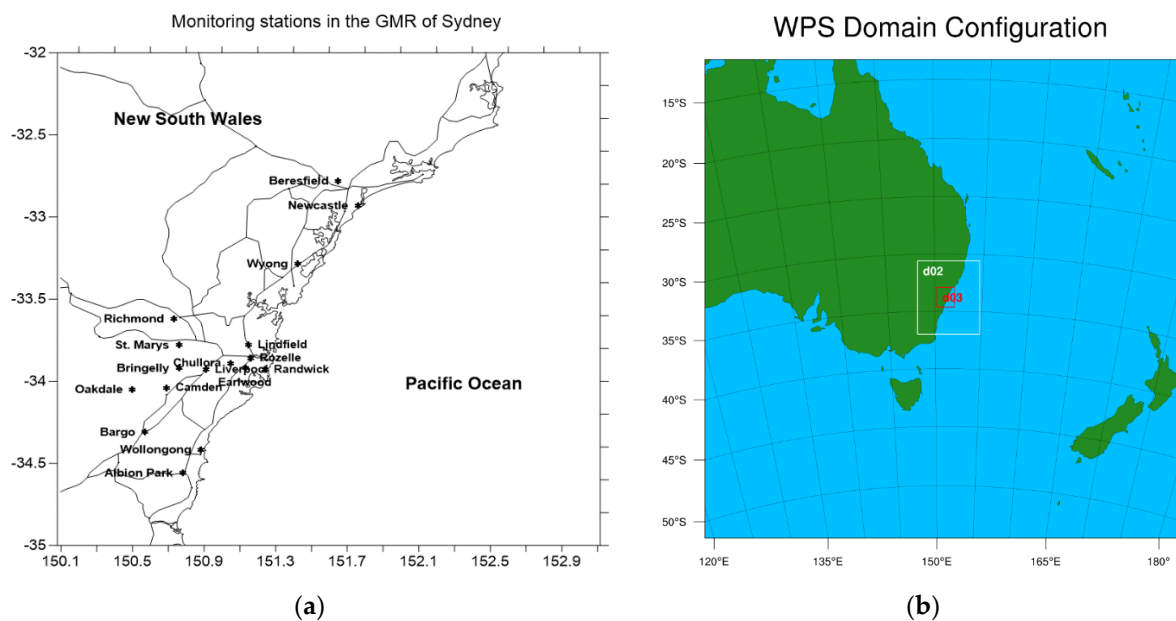 Monitoring stations in the GMR of Sydney
-32
-32.5
-33
-33.5
-34
-34.5
-35
New South Wales
Beresfield
Newcastle
Wyong
Richmond
St. Marys
Lindfield
Chullora
Rozelle
Bringelly
Liverpool
Randwick
Earlwood
Oakdale
Camden
Pacific Ocean
Bargo
Wollongong
Albion Park
150.1 150.5 150.9 151.3 151.7 152.1 152.5 152.9
(a)
WPS Domain Configuration
15°S
20°S
25°S
30°S
35°S
40°S
45°S
50°S
d02
d03
120°E 135°E 150°E 165°E 180°
(b)